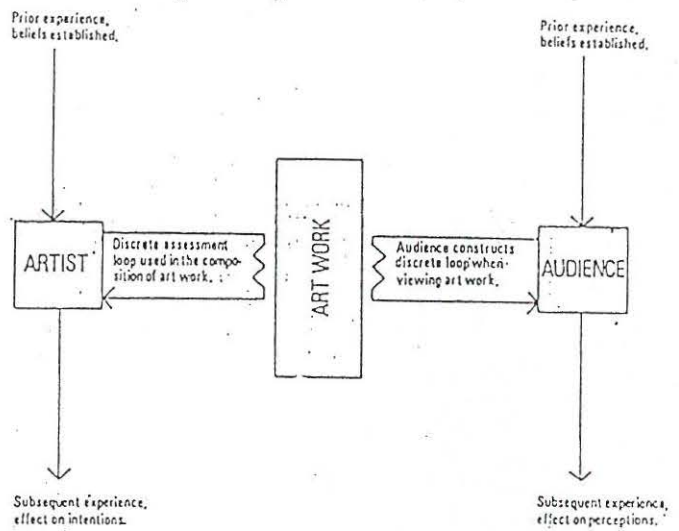 Prior experience,
beliefs established.
Prior experience,
beliefs established.
ARTIST
Discrete assessment
loop used in the compo-
sition of art work.
ART WORK
Audience constructs
discrete loop when
viewing art work.
AUDIENCE
Subsequent experience,
effect on intentions.
Subsequent experience,
effect on perceptions.